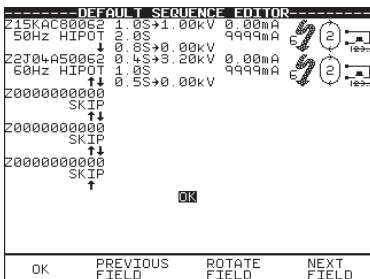 DEFAULT SEQUENCE EDITOR
Z15KAC80062 1.0S→1.00kV 0.00mA
50Hz HIPOT 2.0S 9999mA
↓ 0.8S→0.00kV
Z2J04A50062 0.4S→3.20kV 0.00mA
60Hz HIPOT 1.0S 9999mA
↑↓ 0.5S→0.00kV
Z0000000000
SKIP
↑↓
Z0000000000
SKIP
↑↓
Z0000000000
SKIP
↑
OK
OK PREVIOUS FIELD ROTATE FIELD NEXT FIELD